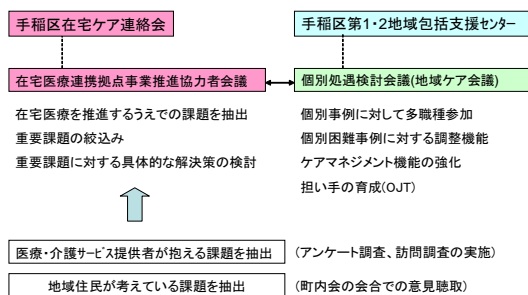 手稲区在宅ケア連絡会
手稲区第1・2地域包括支援センター
在宅医療連携拠点事業推進協力者会議
個別処遇検討会議(地域ケア会議)
在宅医療を推進するうえでの課題を抽出
重要課題の絞込み
重要課題に対する具体的な解決策の検討
個別事例に対して多職種参加
個別困難事例に対する調整機能
ケアマネジメント機能の強化
担い手の育成(OJT)
医療・介護サービス提供者が抱える課題を抽出
(アンケート調査、訪問調査の実施)
地域住民が考えている課題を抽出
(町内会の会合での意見聴取)